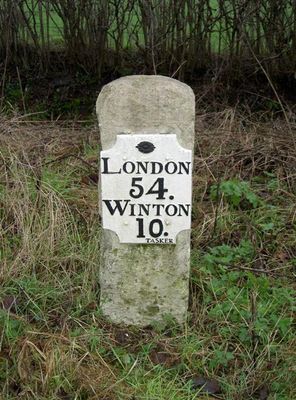 London
54.
Winton
10.
Tasker